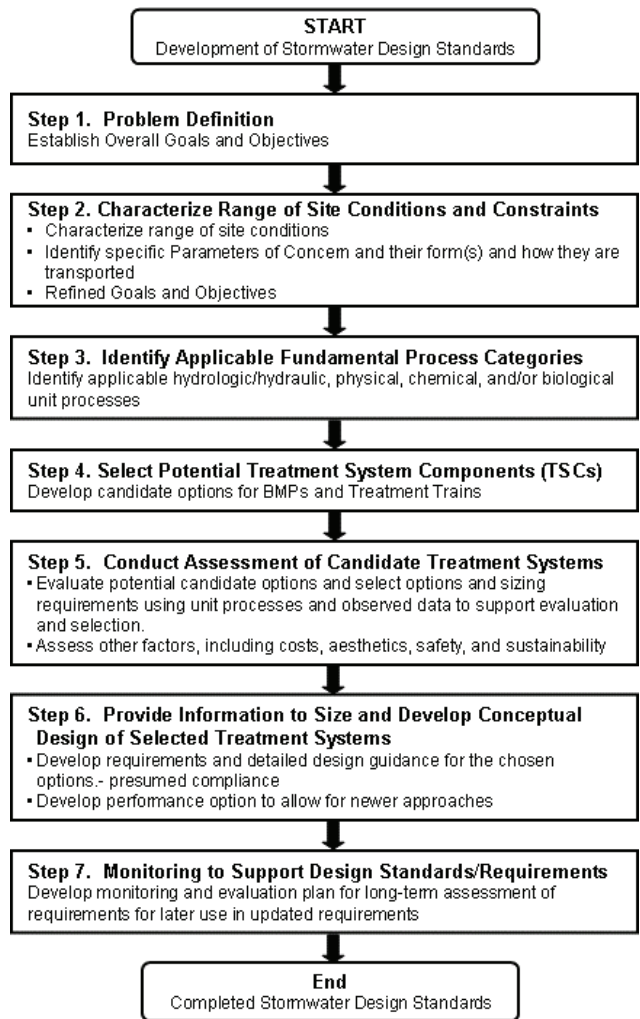 START
Development of Stormwater Design Standards
Step 1. Problem Definition
Establish Overall Goals and Objectives
Step 2. Characterize Range of Site Conditions and Constraints
▪ Characterize range of site conditions
▪ Identify specific Parameters of Concern and their form(s) and how they are
transported
▪ Refined Goals and Objectives
Step 3. Identify Applicable Fundamental Process Categories
Identify applicable hydrologic/hydraulic, physical, chemical, and/or biological
unit processes
Step 4. Select Potential Treatment System Components (TSCs)
Develop candidate options for BMPs and Treatment Trains
Step 5. Conduct Assessment of Candidate Treatment Systems
▪ Evaluate potential candidate options and select options and sizing
requirements using unit processes and observed data to support evaluation
and selection.
▪ Assess other factors, including costs, aesthetics, safety, and sustainability
Step 6. Provide Information to Size and Develop Conceptual
Design of Selected Treatment Systems
▪ Develop requirements and detailed design guidance for the chosen
options.- presumed compliance
▪ Develop performance option to allow for newer approaches
Step 7. Monitoring to Support Design Standards/Requirements
Develop monitoring and evaluation plan for long-term assessment of
requirements for later use in updated requirements
End
Completed Stormwater Design Standards